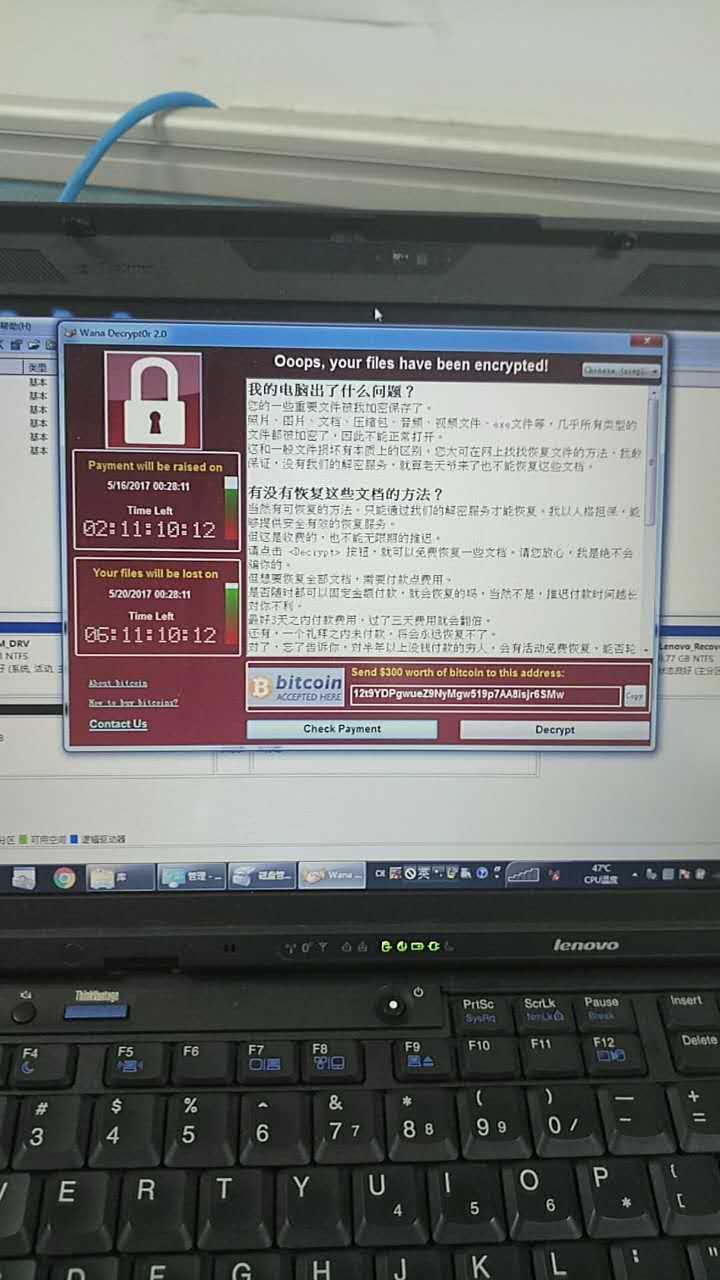 帮助(H)
类型
基本
基本
基本
基本
基本
基本
Wana Decrypt0r 2.0
Ooops, your files have been encrypted!
我的电脑出了什么问题？
您的一些重要文件被我加密保存了。
照片、图片、文档、压缩包、音频、视频文件、exe文件等，几乎所有类型的
文件都被加密了，因此不能正常打开。
这和一般文件损坏有本质上的区别。您大可在网上找找恢复文件的方法，我敢
保证，没有我们的解密服务，就算老天爷来了也不能恢复这些文档。
有没有恢复这些文档的方法？
当然有可恢复的方法。只能通过我们的解密服务才能恢复。我以人格担保，能
够提供安全有效的恢复服务。
但这是收费的，也不能无限期的推迟。
请点击 <Decrypt> 按钮，就可以免费恢复一些文档。请您放心，我是绝不会
骗你的。
但想要恢复全部文档，需要付款点费用。
是否随时都可以固定金额付款，就会恢复的吗，当然不是，推迟付款时间越长
对你不利。
最好3天之内付款费用，过了三天费用就会翻倍。
还有，一个礼拜之内未付款，将会永远恢复不了。
对了，忘了告诉你，对半年以上没钱付款的穷人，会有活动免费恢复，能否轮
Payment will be raised on
5/16/2017 00:28:11
Time Left
02:11:10:12
Your files will be lost on
5/20/2017 00:28:11
Time Left
06:11:10:12
About bitcoin
How to buy bitcoins?
Contact Us
bitcoin
ACCEPTED HERE
Send $300 worth of bitcoin to this address:
12t9YDPgwueZ9NyMgw519p7AA8isjr6SMw
Copy
Check Payment
Decrypt
M_DRV
NTFS
Lenovo_Recov
9.77 GB NTFS
可用空间
逻辑驱动器
库
管理 - ...
磁盘管...
Wana ...
CH
英
47℃
CPU温度
lenovo
ThinkVantage
PrtSc
SysRq
ScrLk
NmLk
Pause
Break
Insert
F4
F5
F6
F7
F8
F9
F10
F11
F12
Delete
# 3
$ 4
% 5
^ 6
& 7 7
* 8 8
( 9 9
) 0 /
— -
+ =
E
R
T
Y
U 4
I 5
O 6
P *
{ [
D
F
G
H
J
K
L